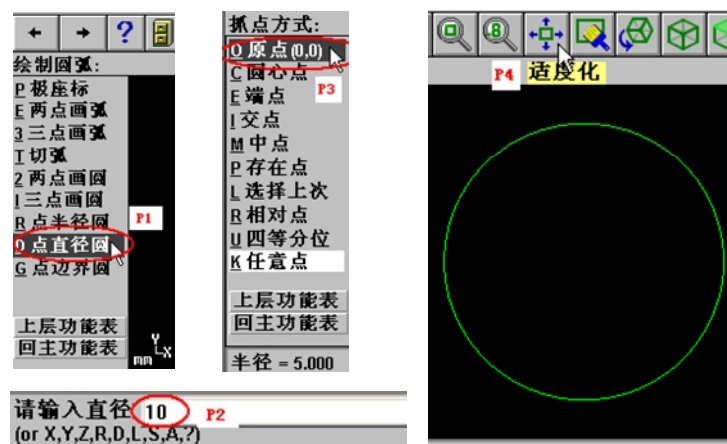 绘制圆弧:
P 极座标
E 两点画弧
3 三点画弧
T 切弧
2 两点画圆
I 三点画圆
R 点半径圆
D 点直径圆
G 点边界圆
P1
上层功能表
回主功能表
mm
Y
X
抓点方式:
O 原点(0,0)
C 圆心点
E 端点
I 交点
M 中点
P 存在点
L 选择上次
R 相对点
U 四等分位
K 任意点
P3
上层功能表
回主功能表
半径 = 5.000
P4 适度化
请输入直径 10 P2
(or X,Y,Z,R,D,L,S,A,?)